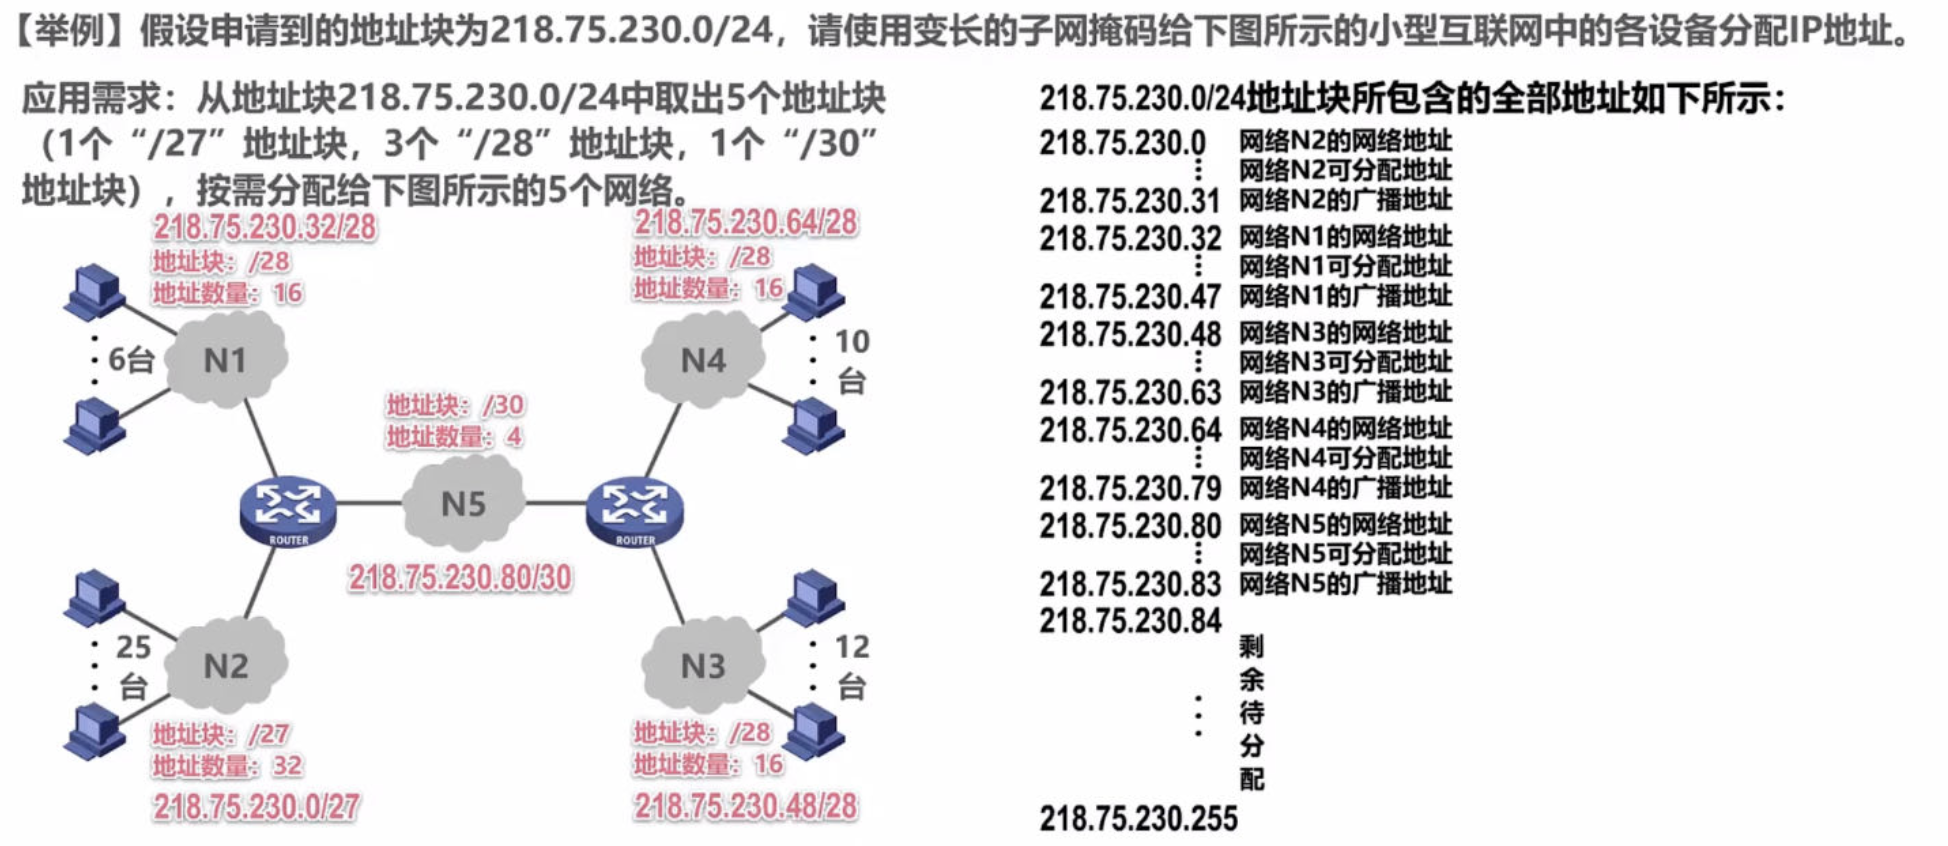 【举例】假设申请到的地址块为218.75.230.0/24，请使用变长的子网掩码给下图所示的小型互联网中的各设备分配IP地址。
应用需求：从地址块218.75.230.0/24中取出5个地址块
（1个“/27”地址块，3个“/28”地址块，1个“/30”
地址块），按需分配给下图所示的5个网络。
218.75.230.32/28
地址块：/28
地址数量：16
6台
N1
218.75.230.64/28
地址块：/28
地址数量：16
N4
10
台
地址块：/30
地址数量：4
N5
ROUTER
ROUTER
218.75.230.80/30
25
台
N2
地址块：/27
地址数量：32
218.75.230.0/27
N3
12
台
地址块：/28
地址数量：16
218.75.230.48/28
218.75.230.0/24地址块所包含的全部地址如下所示：
218.75.230.0 网络N2的网络地址
网络N2可分配地址
218.75.230.31 网络N2的广播地址
218.75.230.32 网络N1的网络地址
网络N1可分配地址
218.75.230.47 网络N1的广播地址
218.75.230.48 网络N3的网络地址
网络N3可分配地址
218.75.230.63 网络N3的广播地址
218.75.230.64 网络N4的网络地址
网络N4可分配地址
218.75.230.79 网络N4的广播地址
218.75.230.80 网络N5的网络地址
网络N5可分配地址
218.75.230.83 网络N5的广播地址
218.75.230.84
剩
余
待
分
配
218.75.230.255